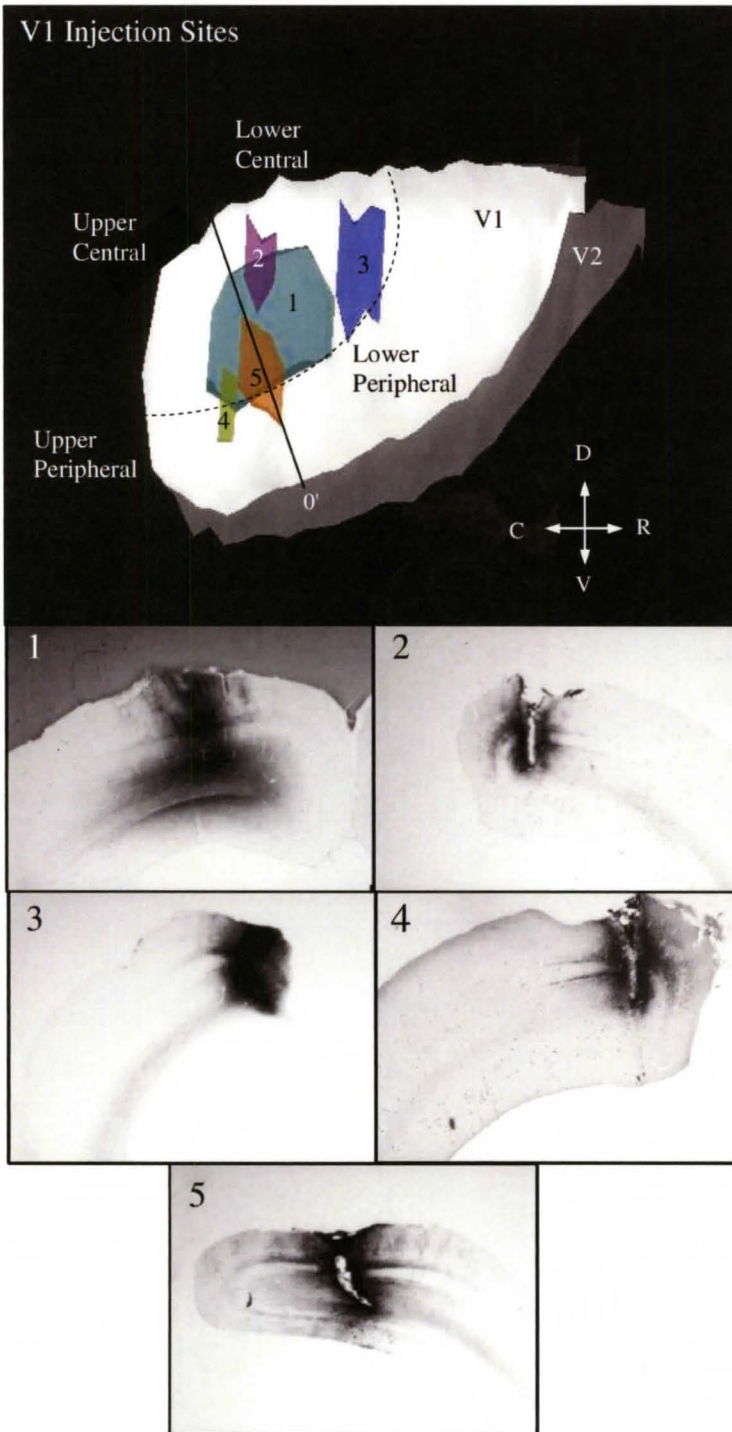 V1 Injection Sites
Lower
Central
Upper
Central
V1
V2
2
3
1
Lower
Peripheral
5
4
Upper
Peripheral
0'
D
C
R
V
1
2
3
4
5